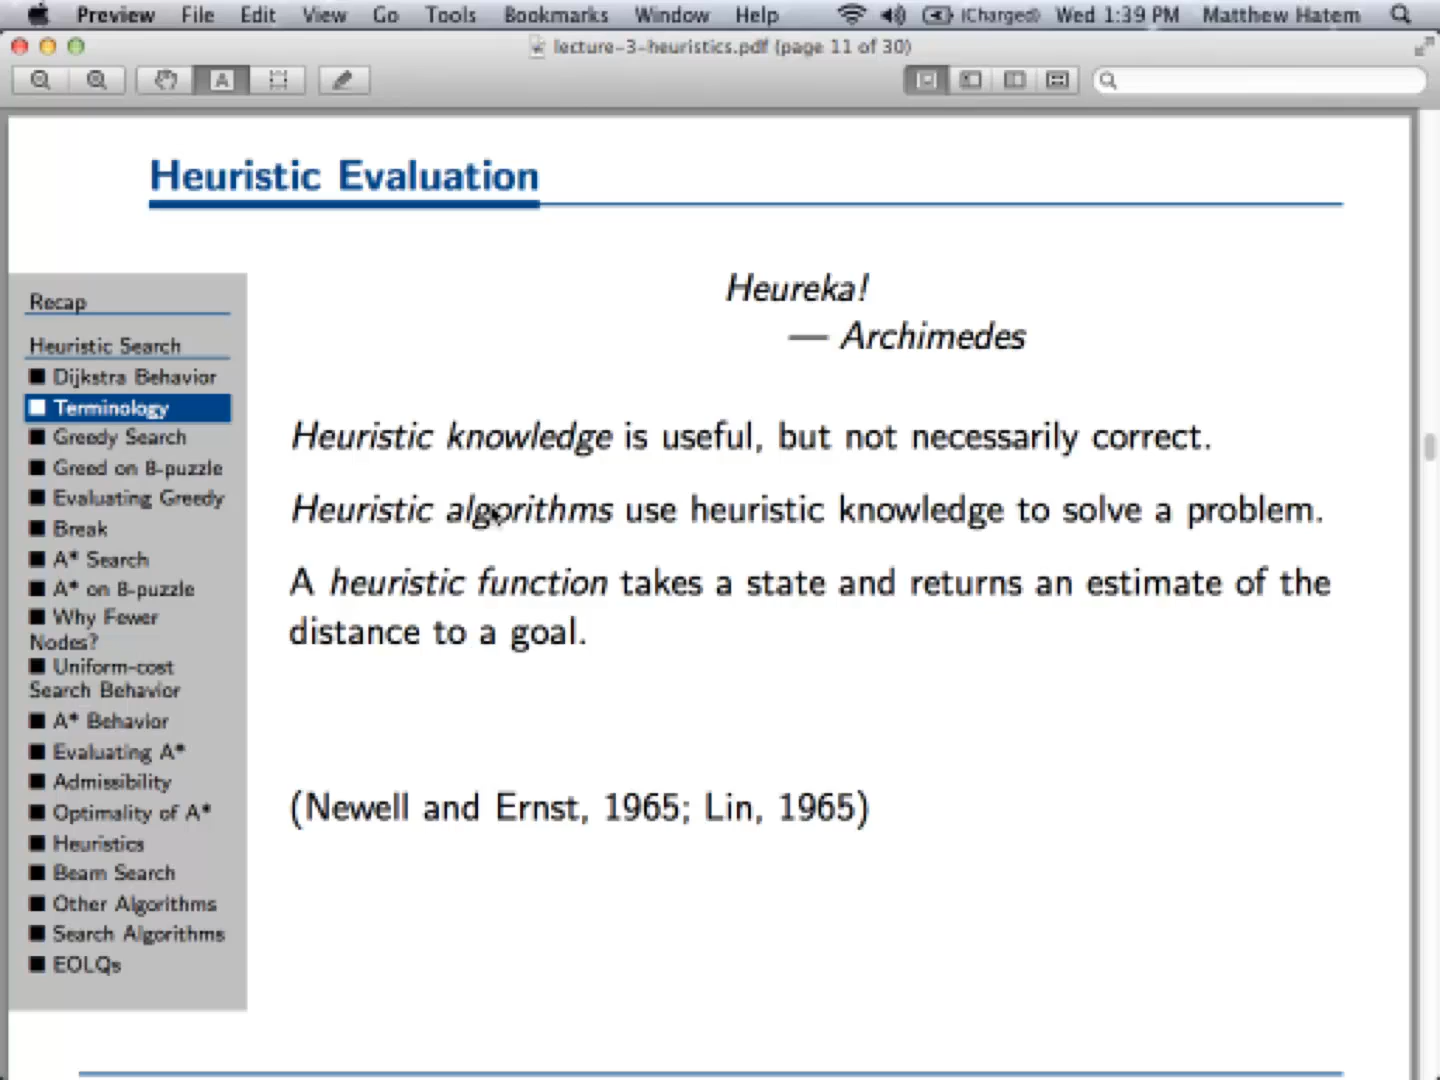 Preview File Edit View Go Tools Bookmarks Window Help (Charged) Wed 1:39 PM Matthew Hatem
lecture-3-heuristics.pdf (page 11 of 30)
A
Heuristic Evaluation
Heureka!
— Archimedes
Recap
Heuristic Search
Dijkstra Behavior
Terminology
Greedy Search
Greed on 8-puzzle
Evaluating Greedy
Break
A* Search
A* on 8-puzzle
Why Fewer
Nodes?
Uniform-cost
Search Behavior
A* Behavior
Evaluating A*
Admissibility
Optimality of A*
Heuristics
Beam Search
Other Algorithms
Search Algorithms
EOLQs
Heuristic knowledge is useful, but not necessarily correct.
Heuristic algorithms use heuristic knowledge to solve a problem.
A heuristic function takes a state and returns an estimate of the
distance to a goal.
(Newell and Ernst, 1965; Lin, 1965)